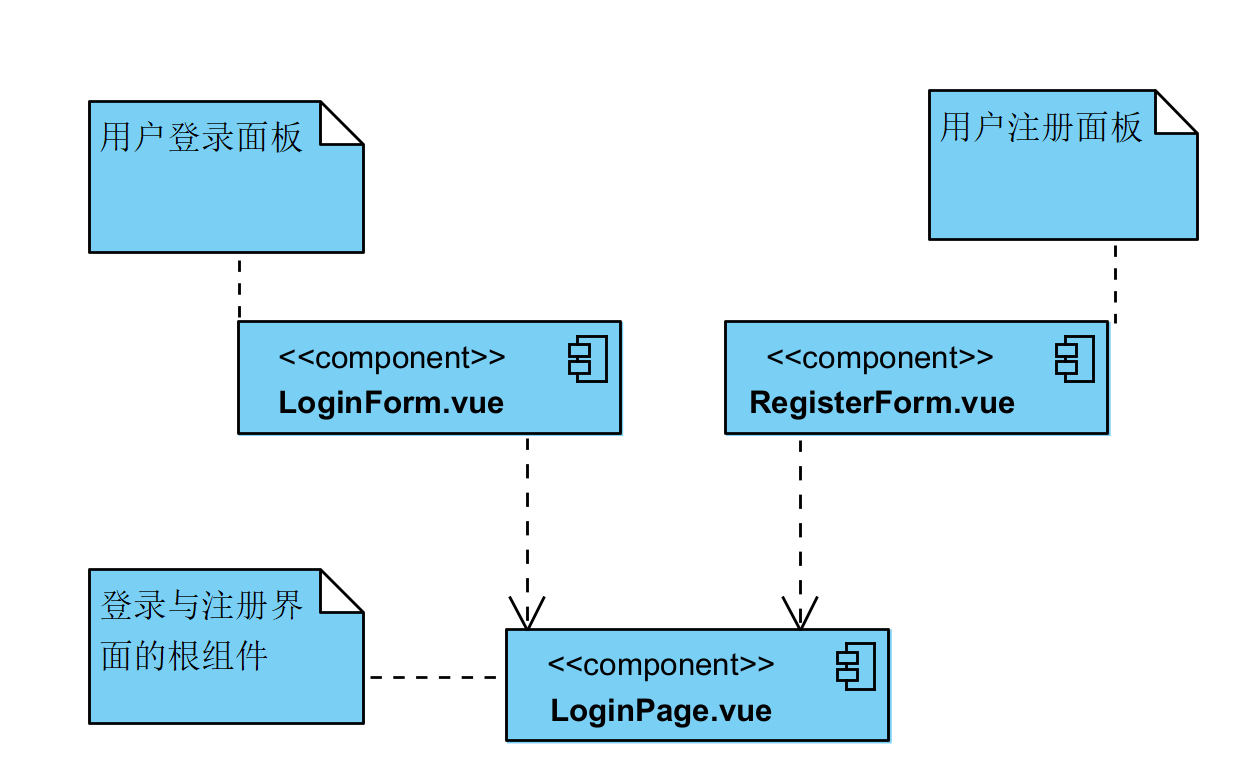 用户登录面板
用户注册面板
<<component>>
LoginForm.vue
<<component>>
RegisterForm.vue
登录与注册界
面的根组件
<<component>>
LoginPage.vue